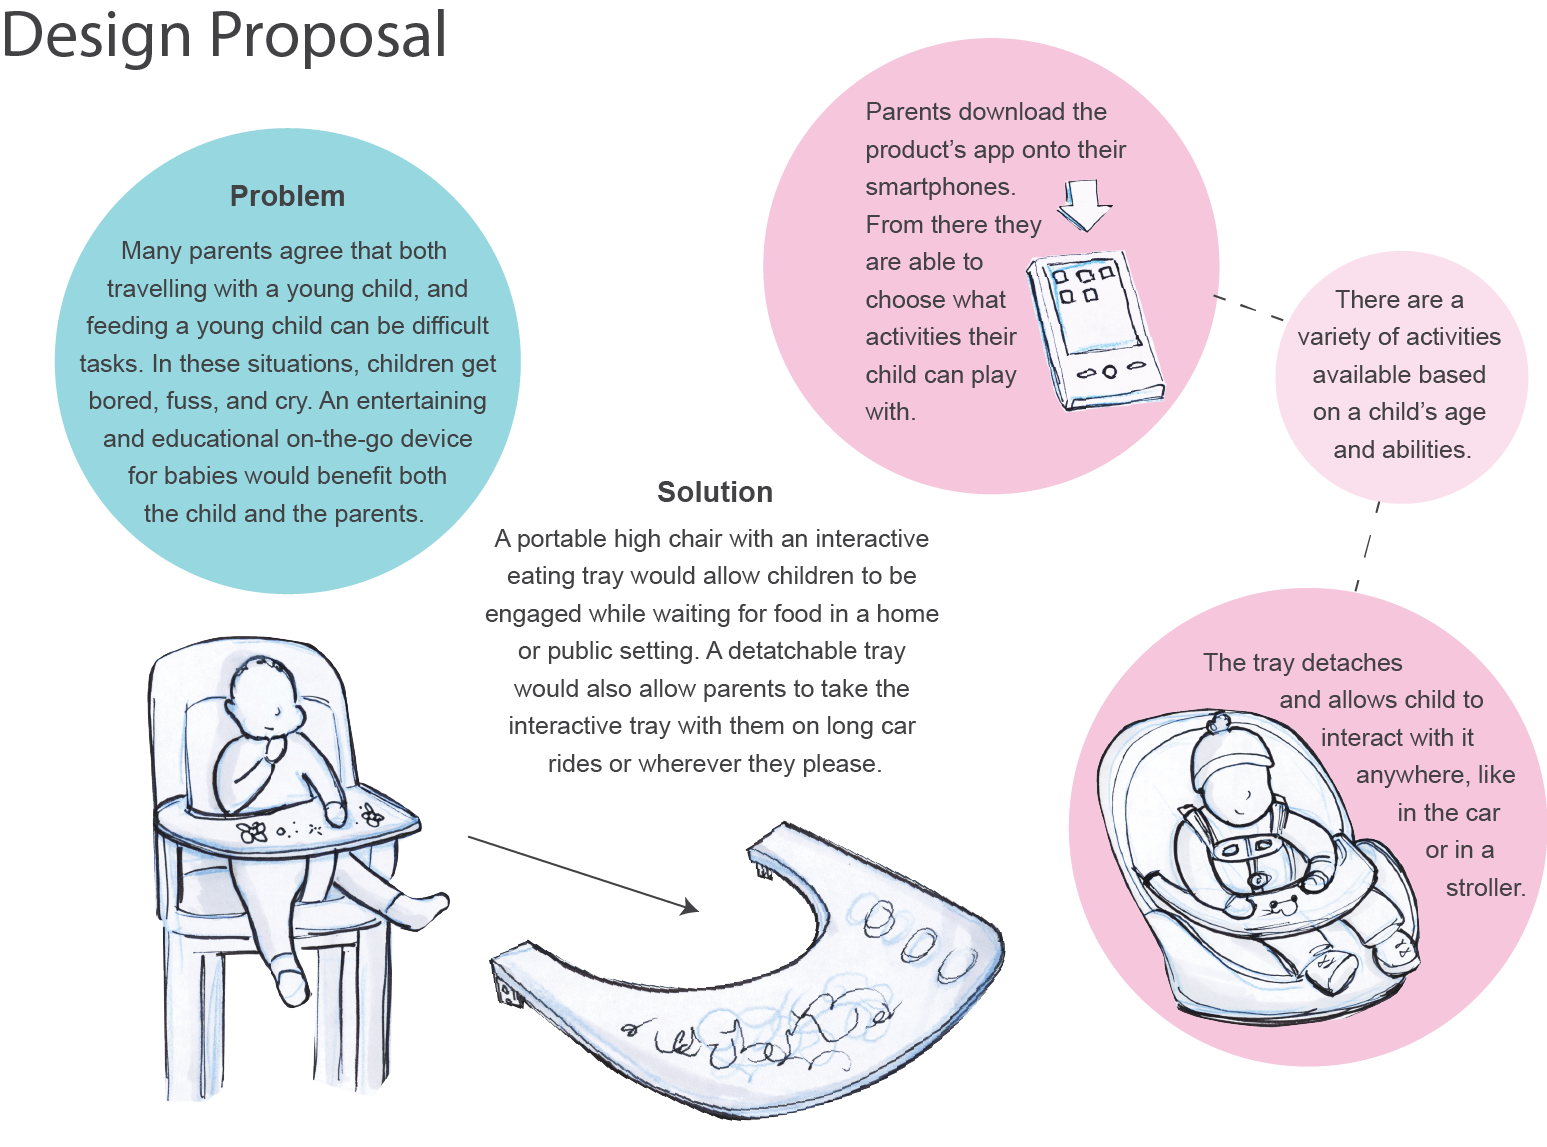 Design Proposal
Problem
Many parents agree that both
travelling with a young child, and
feeding a young child can be difficult
tasks. In these situations, children get
bored, fuss, and cry. An entertaining
and educational on-the-go device
for babies would benefit both
the child and the parents.
Solution
A portable high chair with an interactive
eating tray would allow children to be
engaged while waiting for food in a home
or public setting. A detatchable tray
would also allow parents to take the
interactive tray with them on long car
rides or wherever they please.
Parents download the
product's app onto their
smartphones.
From there they
are able to
choose what
activities their
child can play
with.
There are a
variety of activities
available based
on a child's age
and abilities.
The tray detaches
and allows child to
interact with it
anywhere, like
in the car
or in a
stroller.